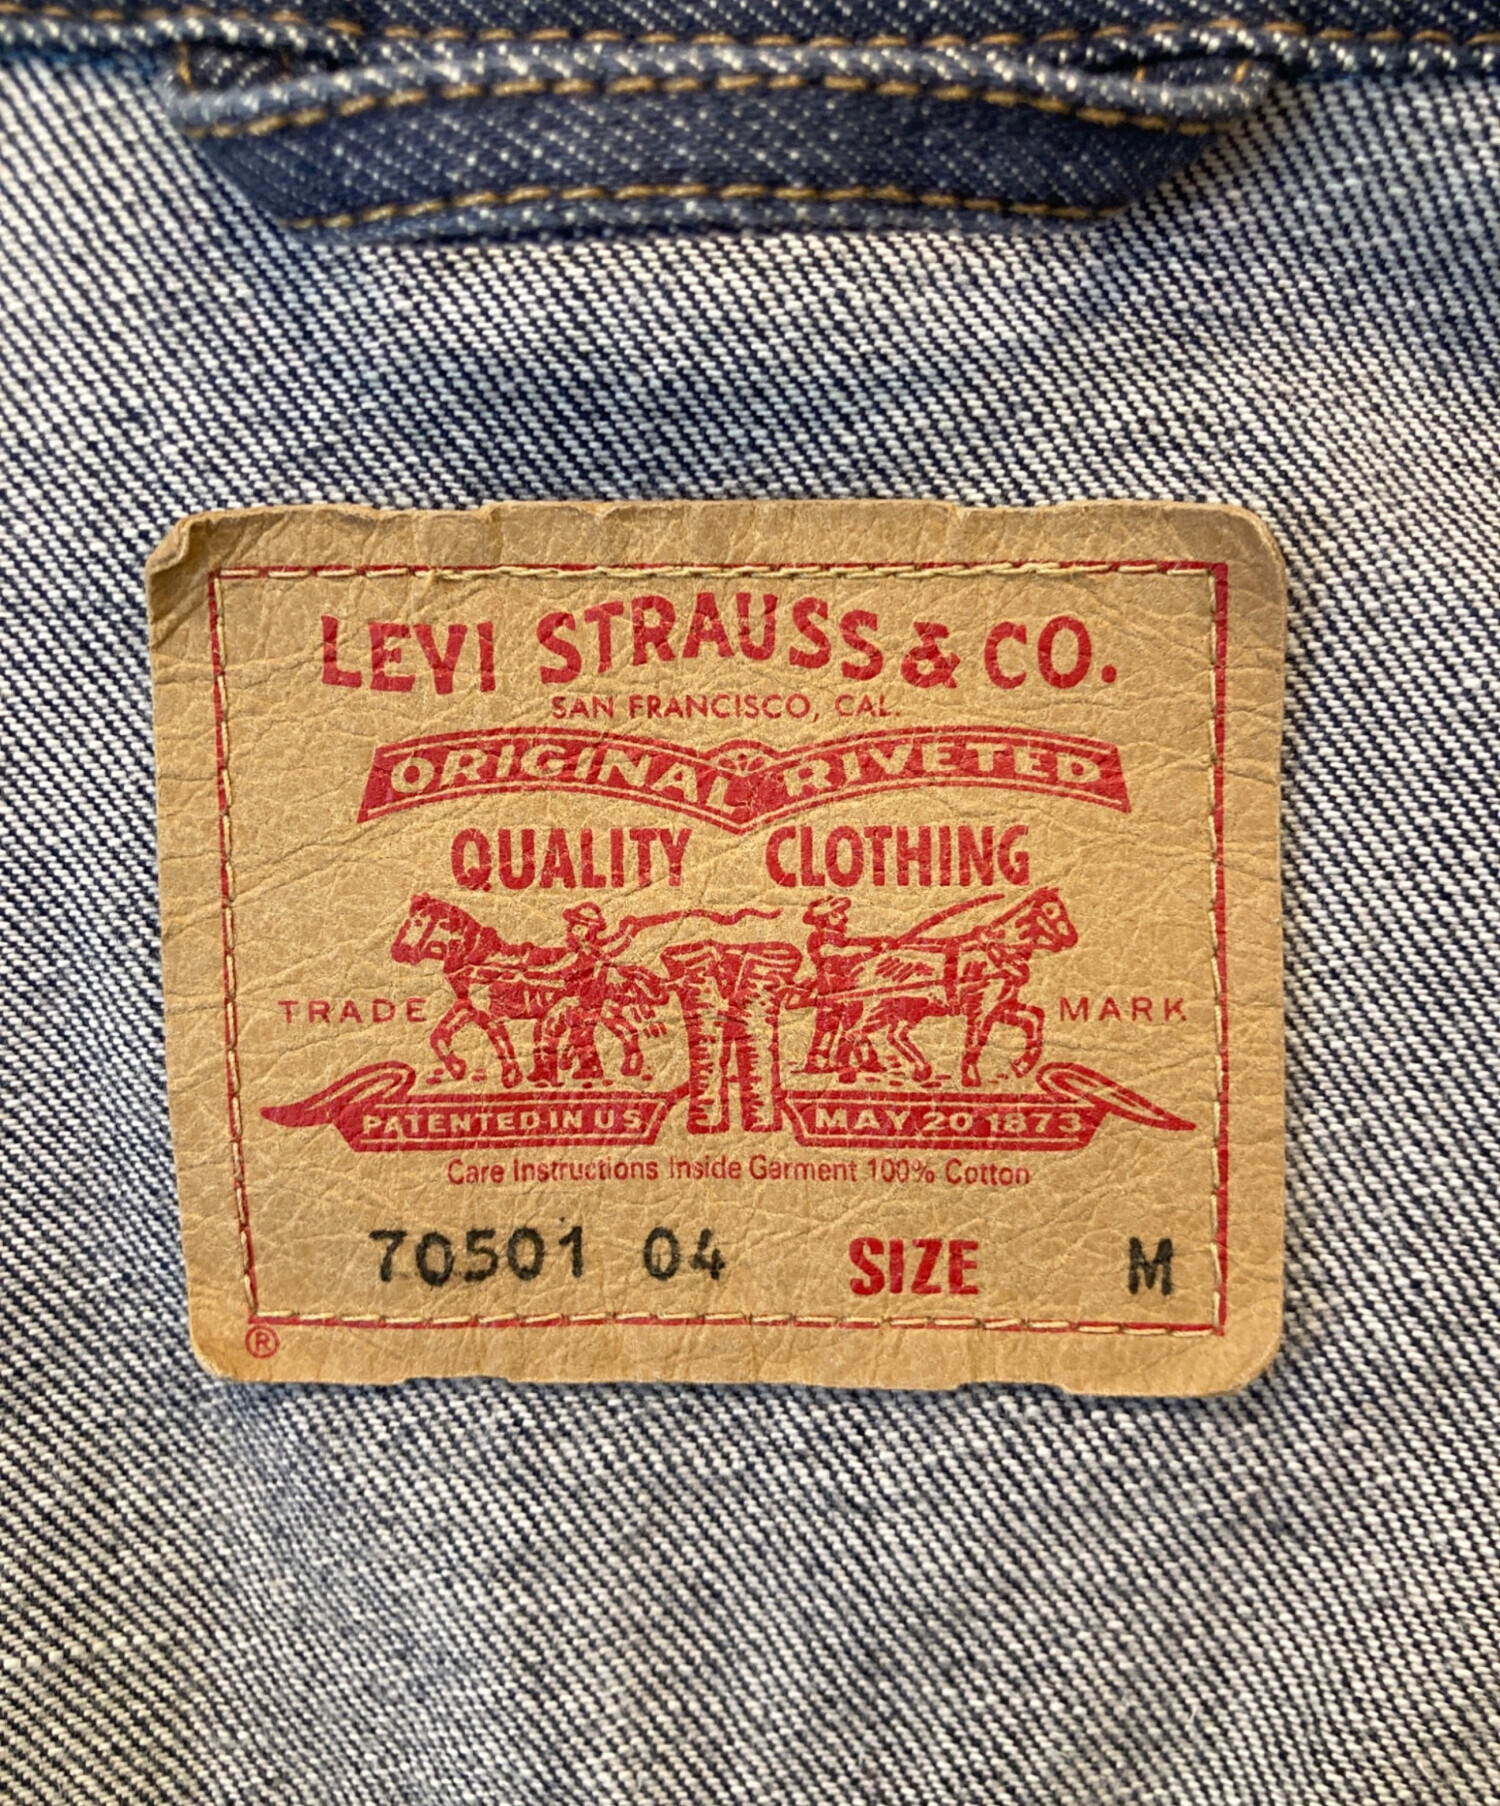 LEVI STRAUSS & CO.
SAN FRANCISCO, CAL.
ORIGINAL RIVETED
QUALITY CLOTHING
TRADE MARK
PATENTED IN U S MAY 20 1873
Care Instructions Inside Garment 100% Cotton
70501 04 SIZE M
®